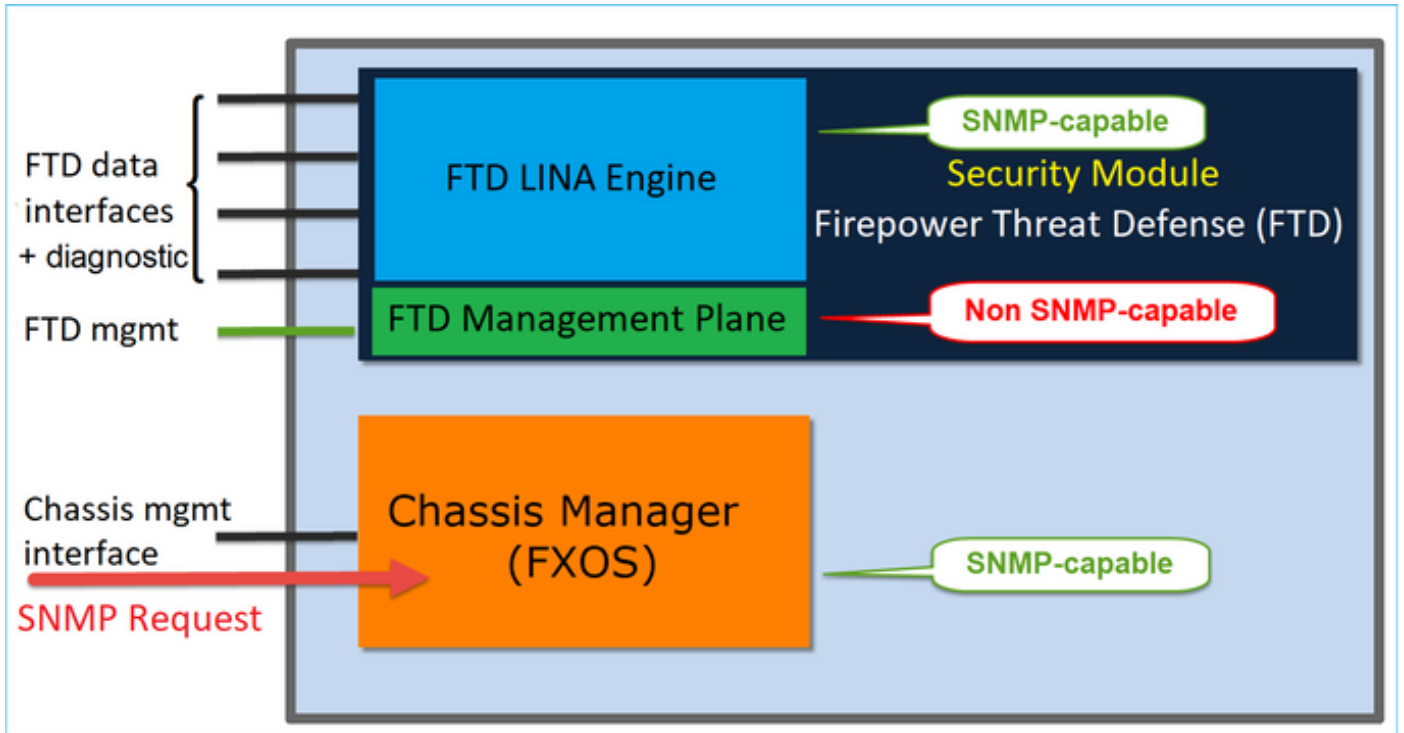 FTD data
interfaces
+ diagnostic
FTD mgmt
FTD LINA Engine
FTD Management Plane
SNMP-capable
Security Module
Firepower Threat Defense (FTD)
Non SNMP-capable
Chassis mgmt
interface
SNMP Request
Chassis Manager
(FXOS)
SNMP-capable